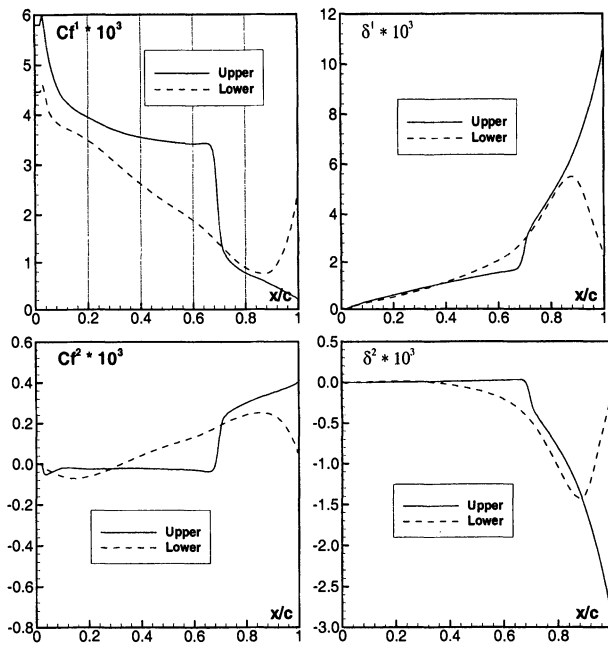 Cf¹ * 10³
6
5
4
3
2
1
0
Upper
Lower
x/c
0 0.2 0.4 0.6 0.8 1
δ¹ * 10³
12
10
8
6
4
2
0
Upper
Lower
x/c
0 0.2 0.4 0.6 0.8 1
Cf² * 10³
0.6
0.4
0.2
0.0
-0.2
-0.4
-0.6
-0.8
Upper
Lower
x/c
0 0.2 0.4 0.6 0.8 1
δ² * 10³
0.5
0.0
-0.5
-1.0
-1.5
-2.0
-2.5
-3.0
Upper
Lower
x/c
0 0.2 0.4 0.6 0.8